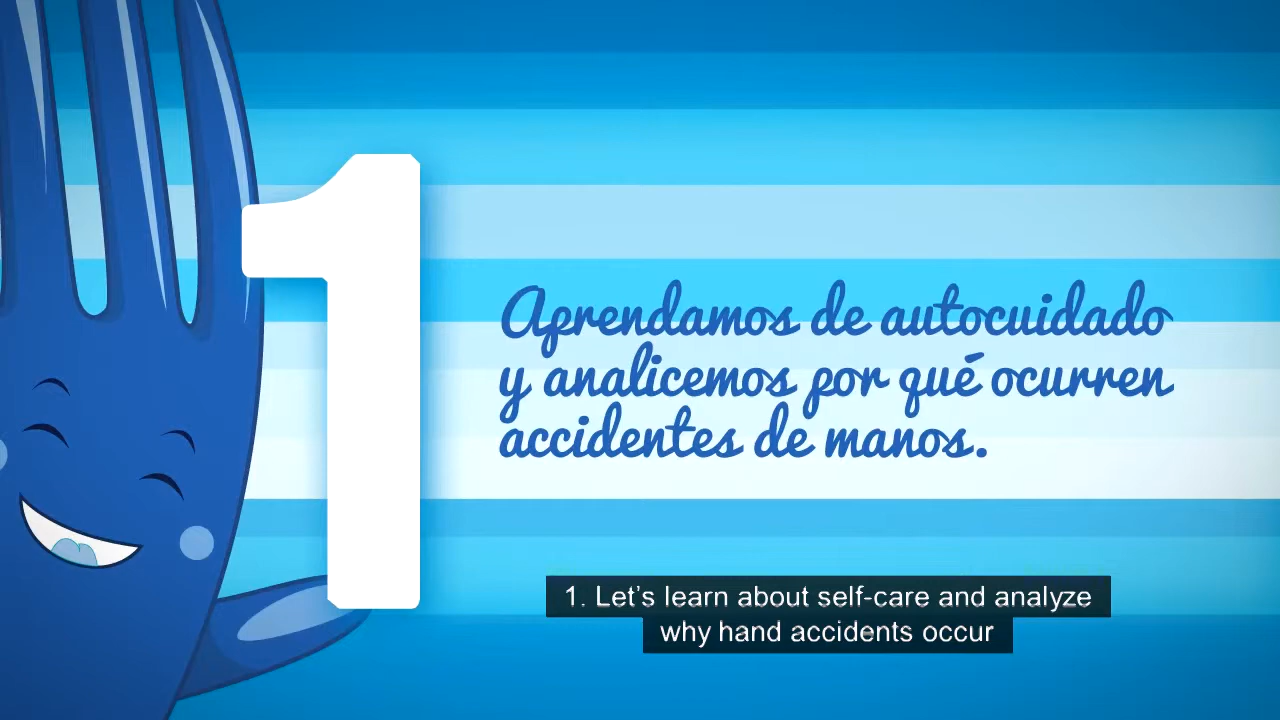 1
Aprendamos de autocuidado
y analicemos por qué ocurren
accidentes de manos.
1. Let's learn about self-care and analyze
why hand accidents occur